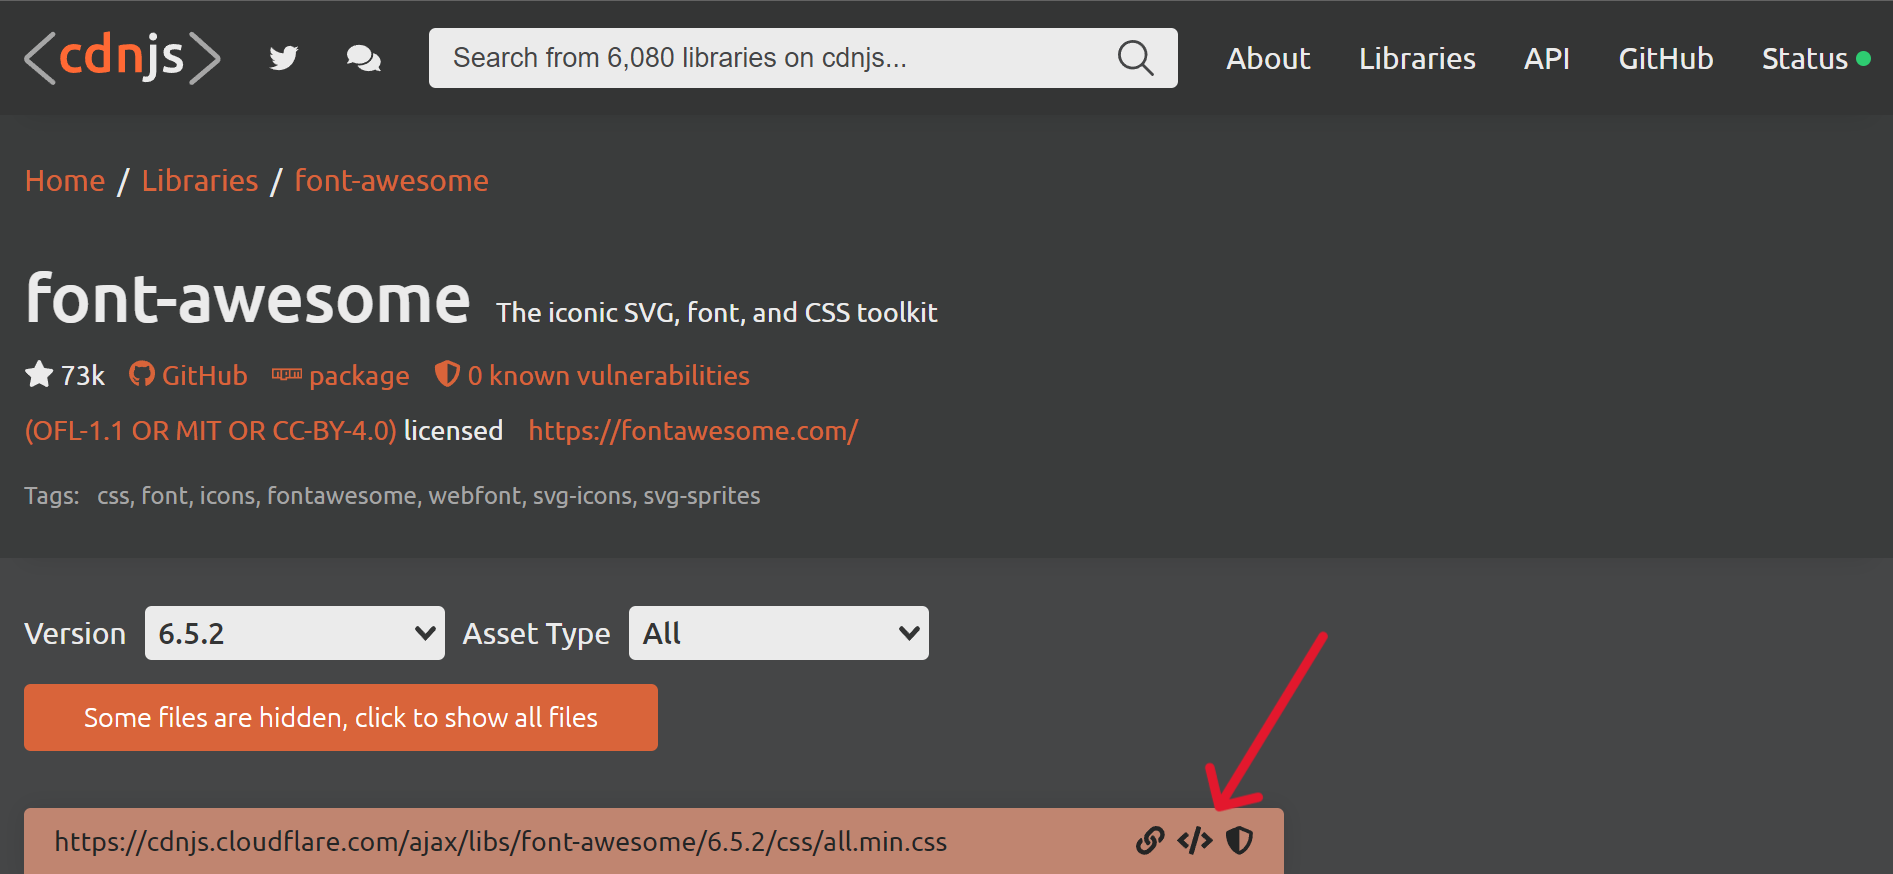 <cdnjs>
Search from 6,080 libraries on cdnjs...
About
Libraries
API
GitHub
Status
Home / Libraries / font-awesome
font-awesome The iconic SVG, font, and CSS toolkit
73k GitHub npm package 0 known vulnerabilities
(OFL-1.1 OR MIT OR CC-BY-4.0) licensed https://fontawesome.com/
Tags: css, font, icons, fontawesome, webfont, svg-icons, svg-sprites
Version 6.5.2 Asset Type All
Some files are hidden, click to show all files
https://cdnjs.cloudflare.com/ajax/libs/font-awesome/6.5.2/css/all.min.css </>